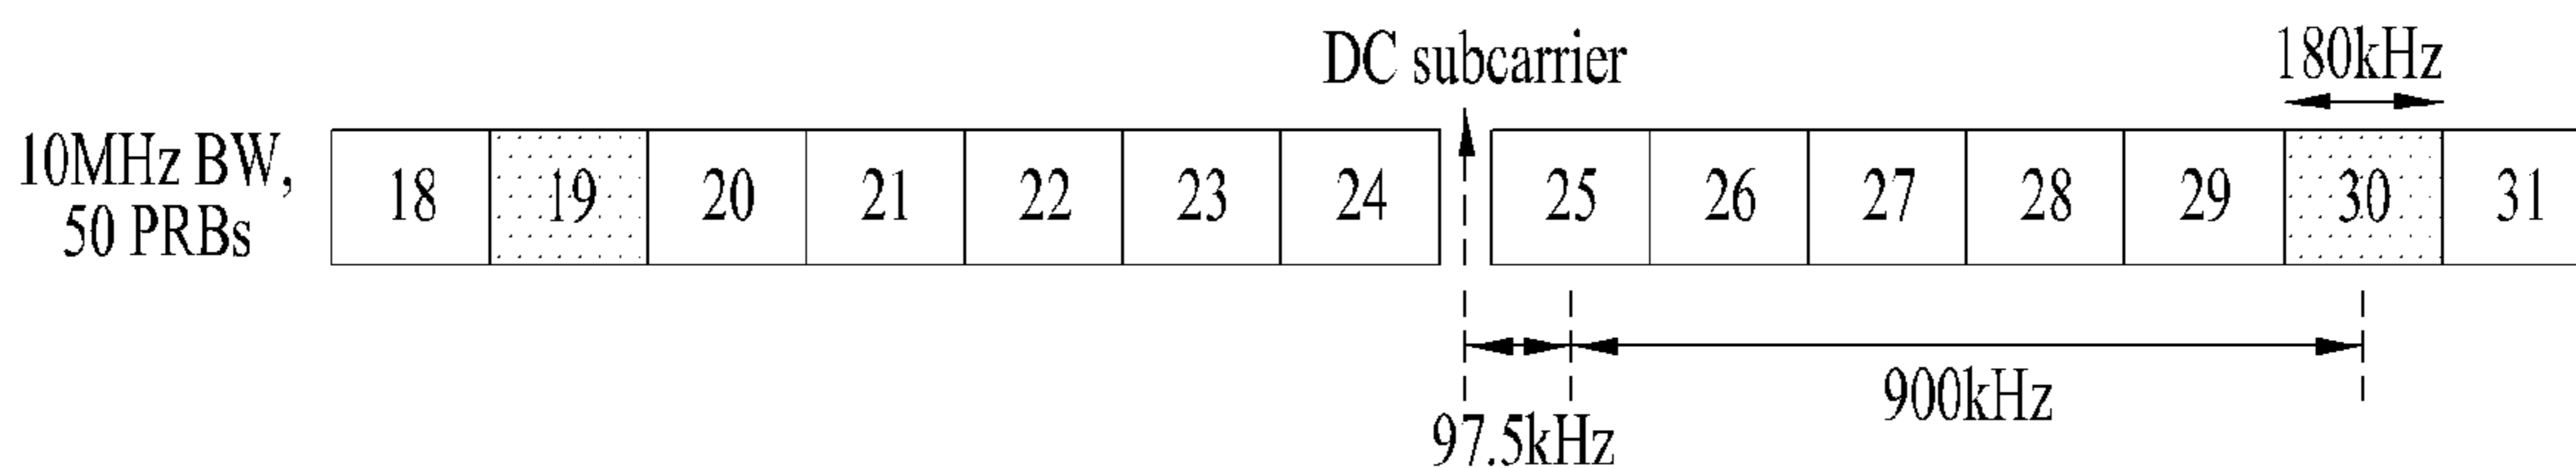 DC subcarrier
180kHz
10MHz BW,
50 PRBs
18 19 20 21 22 23 24 25 26 27 28 29 30 31
97.5kHz
900kHz